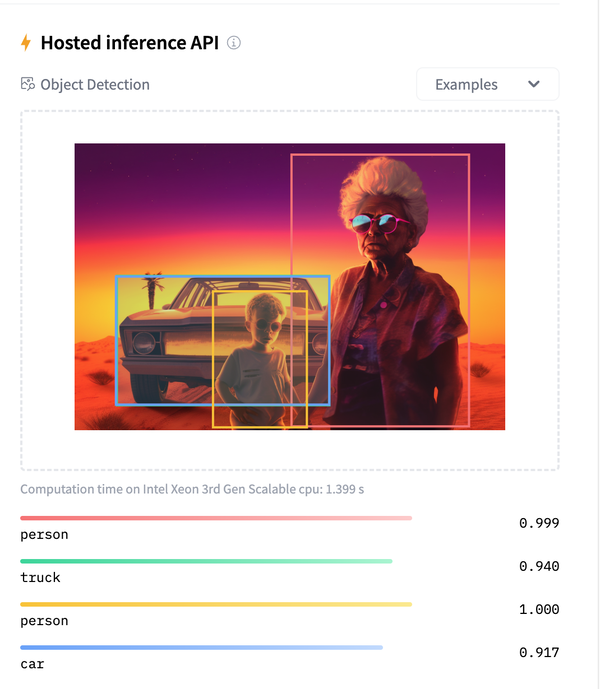 Hosted inference API
Object Detection
Examples
Computation time on Intel Xeon 3rd Gen Scalable cpu: 1.399 s
person 0.999
truck 0.940
person 1.000
car 0.917